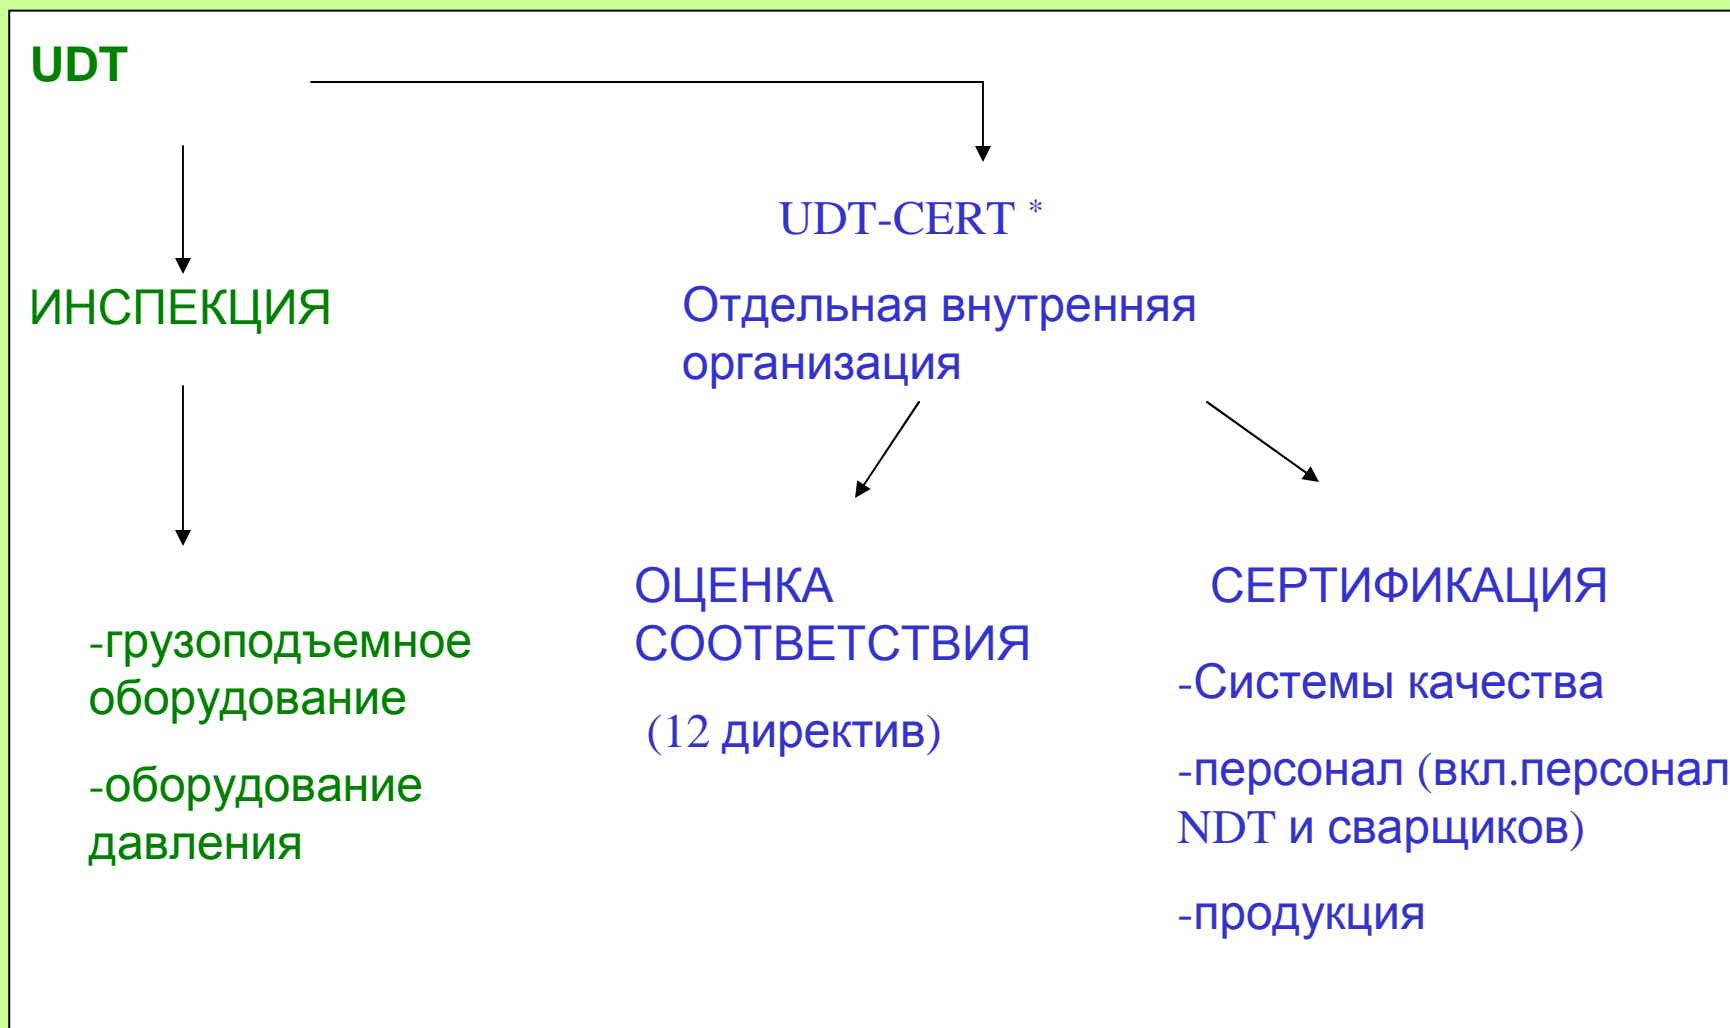 UDT
UDT-CERT *
ИНСПЕКЦИЯ
Отдельная внутренняя
организация
-грузоподъемное
оборудование
-оборудование
давления
ОЦЕНКА
СООТВЕТСТВИЯ
(12 директив)
СЕРТИФИКАЦИЯ
-Системы качества
-персонал (вкл.персонал
NDT и сварщиков)
-продукция